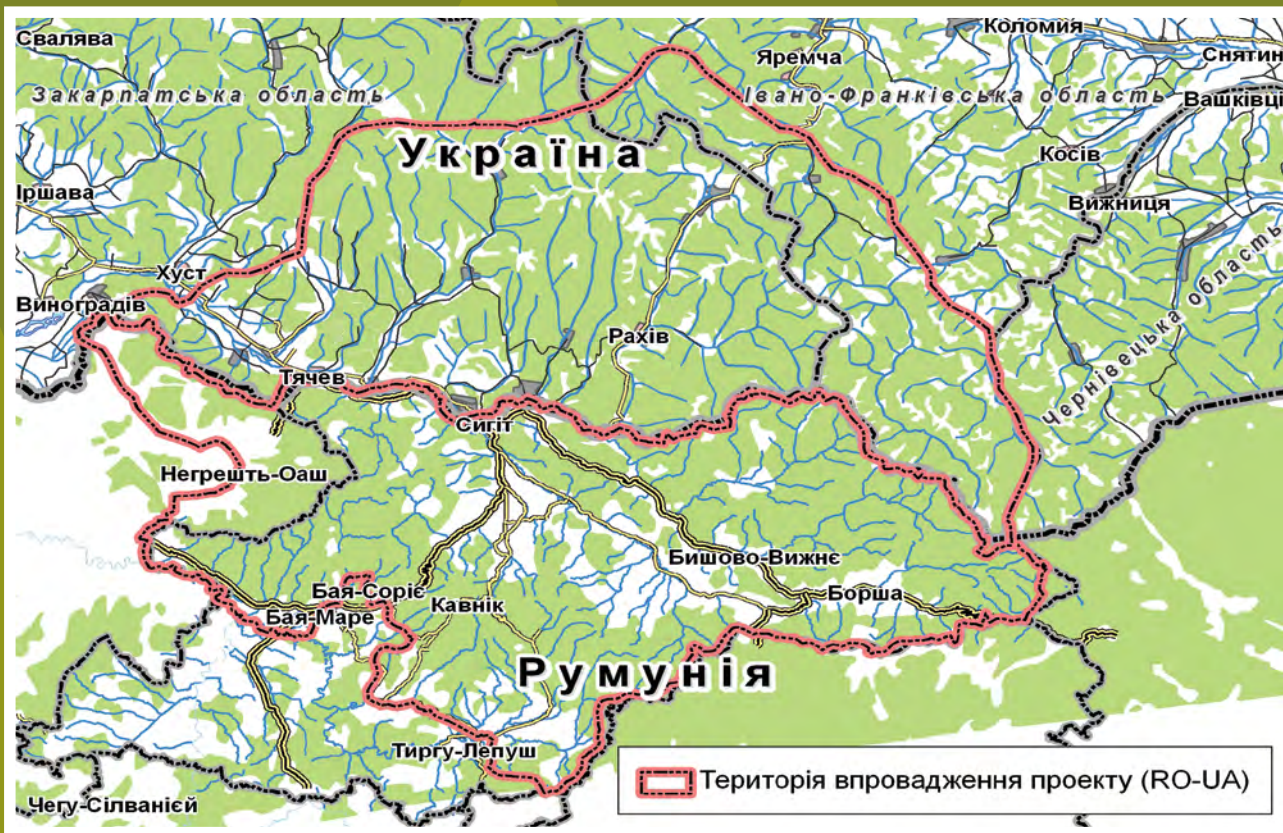 Свалява
Коломия
Снятин
Яремча
Закарпатська область
Івано-Франківська область
Вашківці
Україна
Косів
Іршава
Вижниця
Хуст
Виноградів
Рахів
Чернівецька область
Тячев
Сигіт
Негрешть-Оаш
Бишово-Вижнє
Бая-Соріє
Борша
Кавнік
Бая-Маре
Румунія
Тиргу-Лепуш
Територія впровадження проекту (RO-UA)
Чегу-Сілванієй